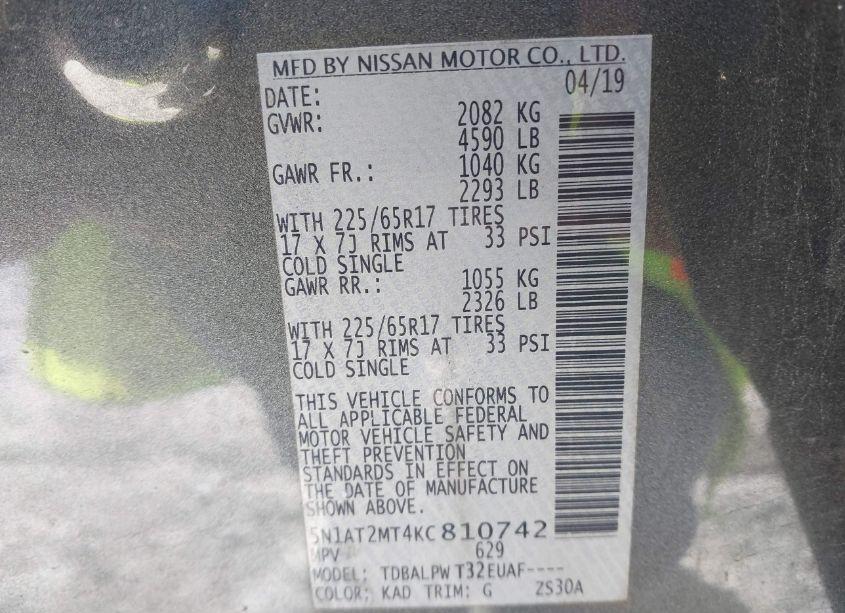 MFD BY NISSAN MOTOR CO., LTD.
DATE: 04/19
GVWR: 2082 KG
4590 LB
GAWR FR.: 1040 KG
2293 LB
WITH 225/65R17 TIRES
17 X 7J RIMS AT 33 PSI
COLD SINGLE
GAWR RR.: 1055 KG
2326 LB
WITH 225/65R17 TIRES
17 X 7J RIMS AT 33 PSI
COLD SINGLE
THIS VEHICLE CONFORMS TO
ALL APPLICABLE FEDERAL
MOTOR VEHICLE SAFETY AND
THEFT PREVENTION
STANDARDS IN EFFECT ON
THE DATE OF MANUFACTURE
SHOWN ABOVE.
5N1AT2MT4KC810742
MPV 629
MODEL: TDBALPW T32EUAF----
COLOR: KAD TRIM: G ZS30A